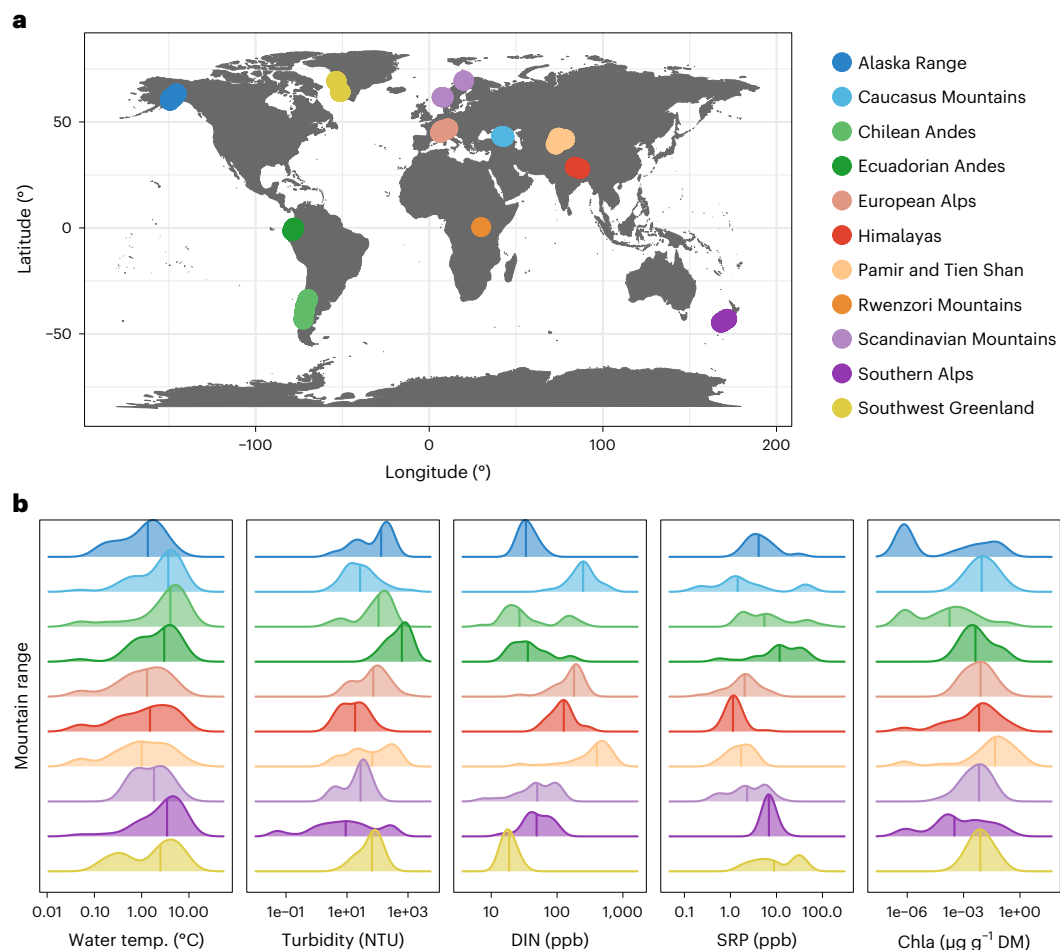 a
Latitude (°)
50
0
−50
−100
0
100
200
Longitude (°)
Alaska Range
Caucasus Mountains
Chilean Andes
Ecuadorian Andes
European Alps
Himalayas
Pamir and Tien Shan
Rwenzori Mountains
Scandinavian Mountains
Southern Alps
Southwest Greenland
b
Mountain range
0.01 0.10 1.00 10.00
1e−01 1e+01 1e+03
10 100 1,000
0.1 1.0 10.0 100.0
1e−06 1e−03 1e+00
Water temp. (°C)
Turbidity (NTU)
DIN (ppb)
SRP (ppb)
Chla (µg g⁻¹ DM)